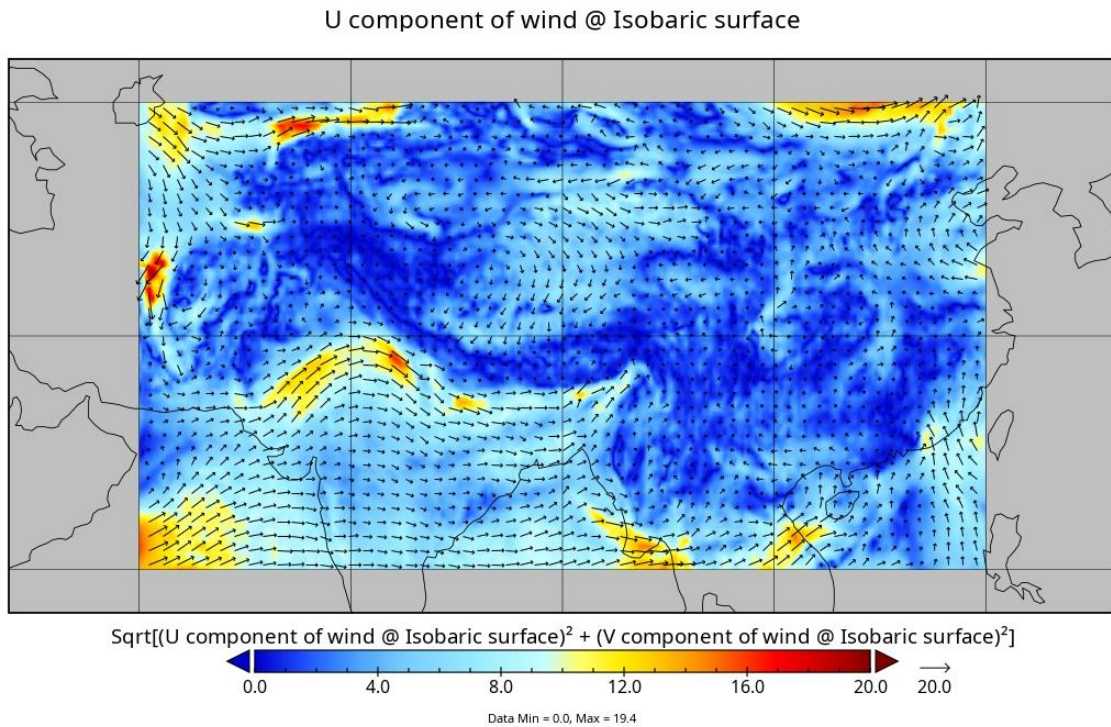 U component of wind @ Isobaric surface
Sqrt[(U component of wind @ Isobaric surface)² + (V component of wind @ Isobaric surface)²]
0.0 4.0 8.0 12.0 16.0 20.0 20.0
Data Min = 0.0, Max = 19.4